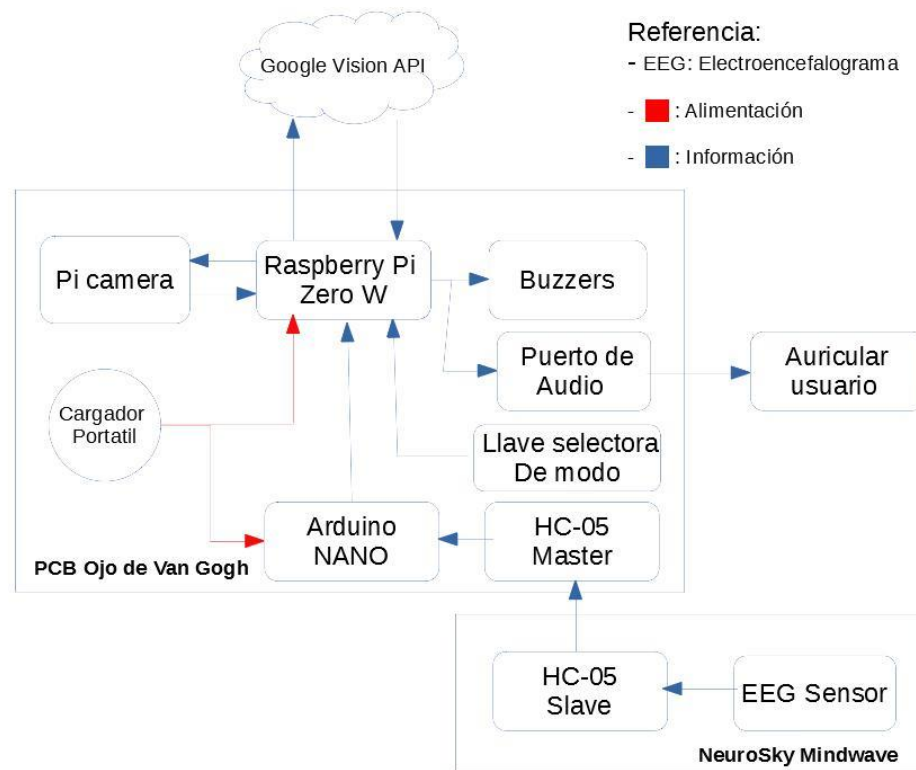 Referencia:
- EEG: Electroencefalograma
- : Alimentación
- : Información
Google Vision API
Pi camera
Raspberry Pi
Zero W
Buzzers
Puerto de
Audio
Auricular
usuario
Cargador
Portatil
Llave selectora
De modo
Arduino
NANO
HC-05
Master
PCB Ojo de Van Gogh
HC-05
Slave
EEG Sensor
NeuroSky Mindwave